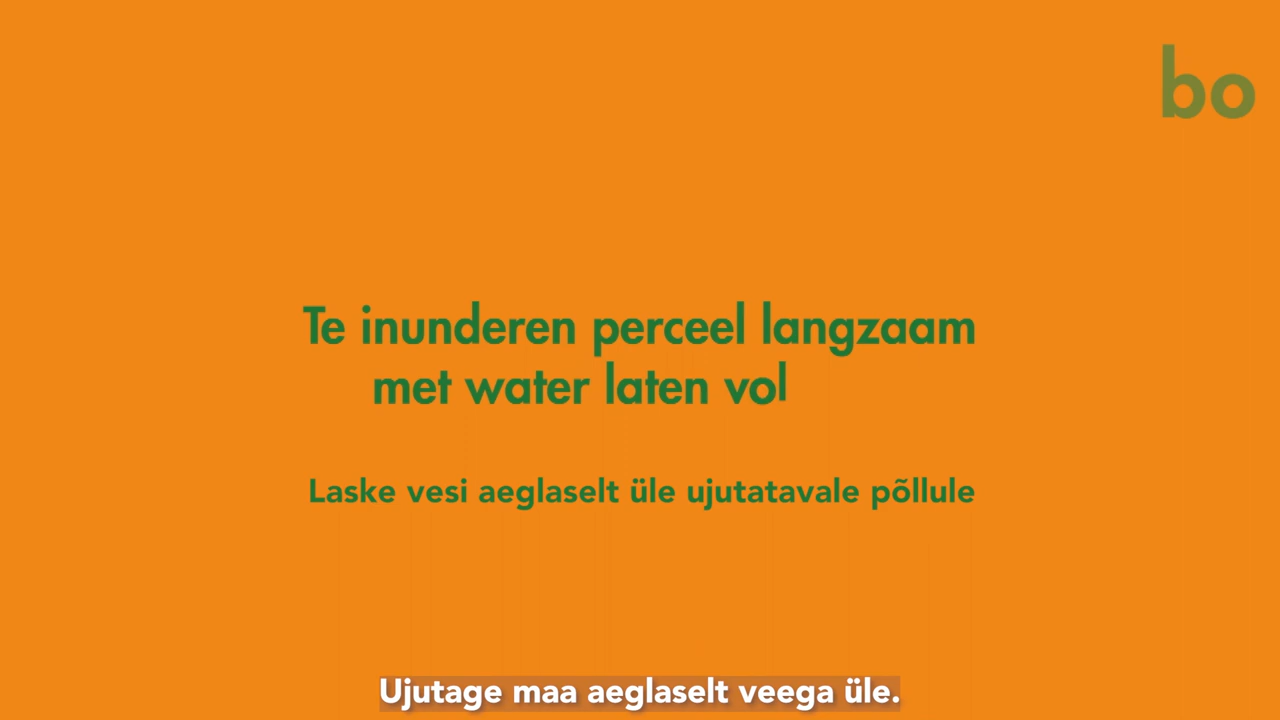 bo
Te inunderen perceel langzaam
met water laten vol
Laske vesi aeglaselt üle ujutatavale põllule
Ujutage maa aeglaselt veega üle.